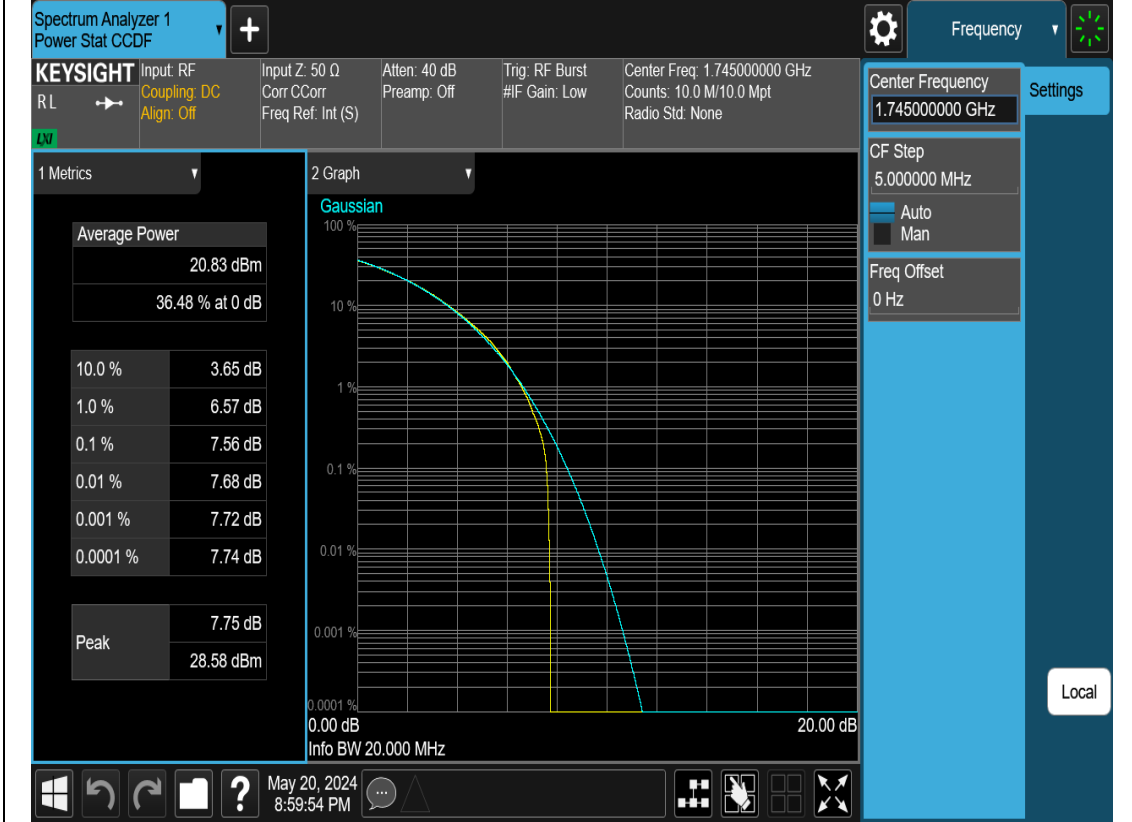 Spectrum Analyzer 1
Power Stat CCDF
Frequency
KEYSIGHT
RL
LXI
Input: RF
Coupling: DC
Align: Off
Input Z: 50 Ω
Corr CCorr
Freq Ref: Int (S)
Atten: 40 dB
Preamp: Off
Trig: RF Burst
#IF Gain: Low
Center Freq: 1.745000000 GHz
Counts: 10.0 M/10.0 Mpt
Radio Std: None
Center Frequency
1.745000000 GHz
Settings
CF Step
5.000000 MHz
Auto
Man
Freq Offset
0 Hz
1 Metrics
Average Power
20.83 dBm
36.48 % at 0 dB
10.0 % 3.65 dB
1.0 % 6.57 dB
0.1 % 7.56 dB
0.01 % 7.68 dB
0.001 % 7.72 dB
0.0001 % 7.74 dB
Peak 7.75 dB
28.58 dBm
2 Graph
Gaussian
100 %
10 %
1 %
0.1 %
0.01 %
0.001 %
0.0001 %
0.00 dB 20.00 dB
Info BW 20.000 MHz
Local
?
May 20, 2024
8:59:54 PM